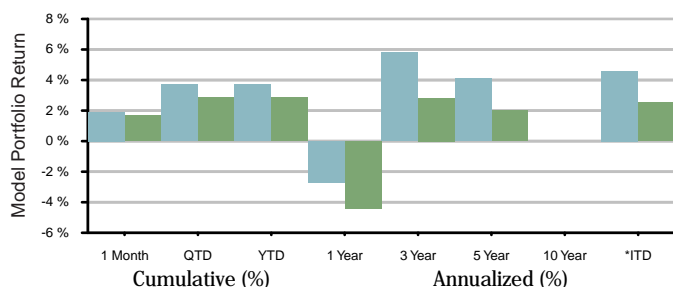 Model Portfolio Return
8 %
6 %
4 %
2 %
0 %
-2 %
-4 %
-6 %
1 Month QTD YTD 1 Year 3 Year 5 Year 10 Year *ITD
Cumulative (%) Annualized (%)